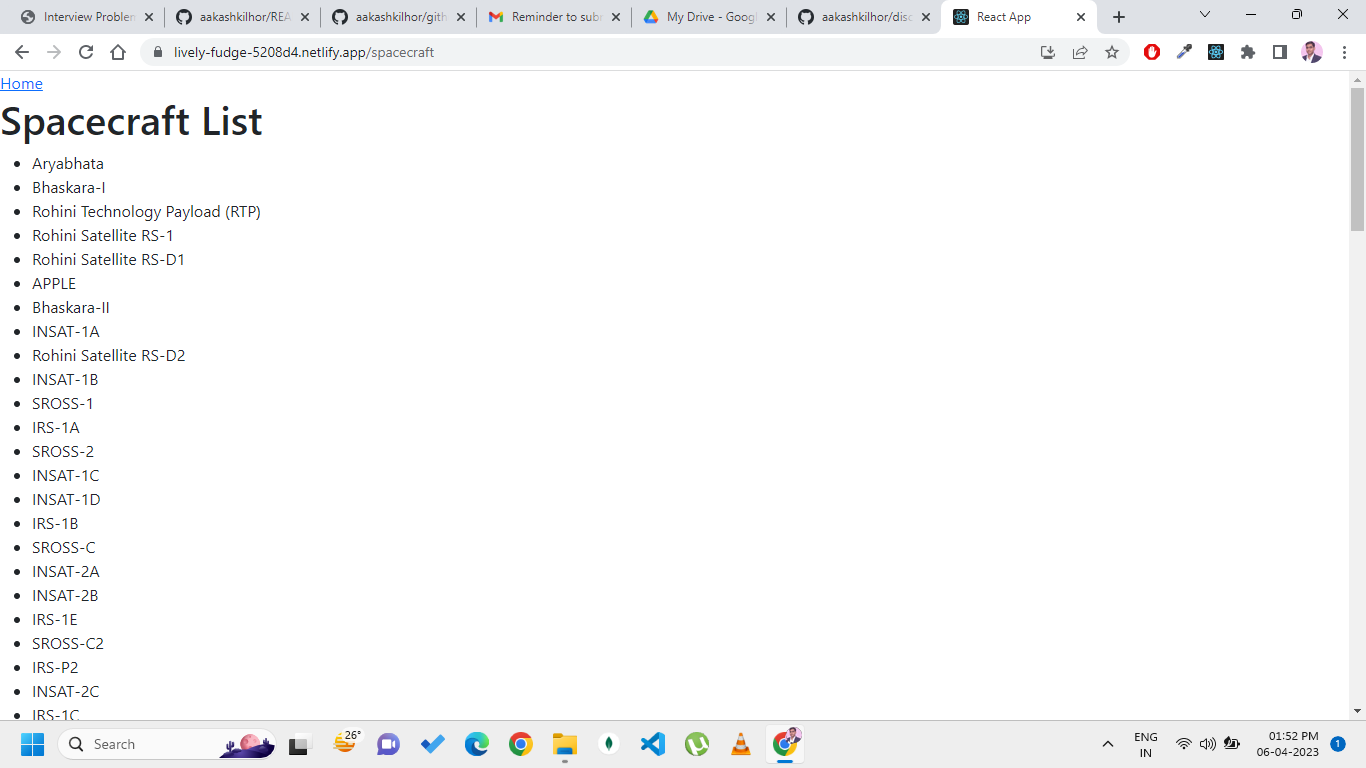 Interview Problem
aakashkilhor/REA
aakashkilhor/gith
Reminder to subm
My Drive - Google
aakashkilhor/disc
React App
lively-fudge-5208d4.netlify.app/spacecraft
Home
Spacecraft List
Aryabhata
Bhaskara-I
Rohini Technology Payload (RTP)
Rohini Satellite RS-1
Rohini Satellite RS-D1
APPLE
Bhaskara-II
INSAT-1A
Rohini Satellite RS-D2
INSAT-1B
SROSS-1
IRS-1A
SROSS-2
INSAT-1C
INSAT-1D
IRS-1B
SROSS-C
INSAT-2A
INSAT-2B
IRS-1E
SROSS-C2
IRS-P2
INSAT-2C
IRS-1C
Search
26°
ENG
IN
01:52 PM
06-04-2023
1